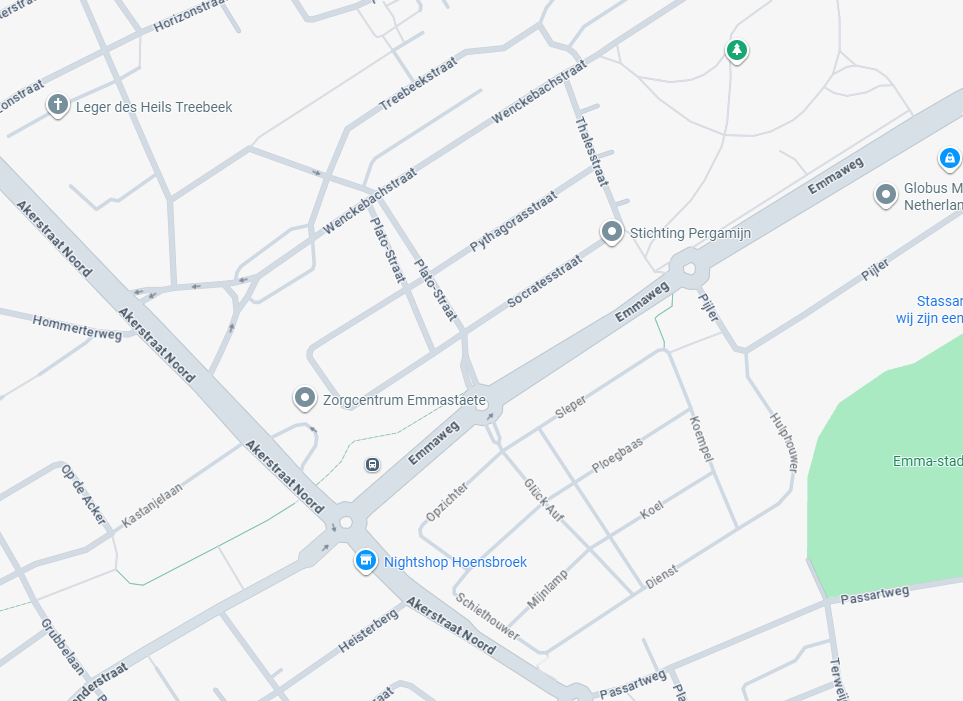 Horizonstraat
Treebeekstraat
Wenckebachstraat
Leger des Heils Treebeek
Thalesstraat
Emmaweg
Globus M
Netherlan
Wenckebachstraat
Pythagorasstraat
Stichting Pergamijn
Akerstraat Noord
Plato-Straat
Plato-Straat
Socratesstraat
Pijler
Emmaweg
Pijler
Stassar
wij zijn een
Hommerterweg
Akerstraat Noord
Zorgcentrum Emmastaete
Sleper
Koempel
Hulphouwer
Emmaweg
Ploegbaas
Akerstraat Noord
Emma-stad
Op de Acker
Kastanjelaan
Opzichter
Glück Auf
Koel
Nightshop Hoensbroek
Dienst
Mijnlamp
Passartweg
Schiethouwer
Akerstraat Noord
Heisterberg
Grubbelaan
Passartweg
Terweij